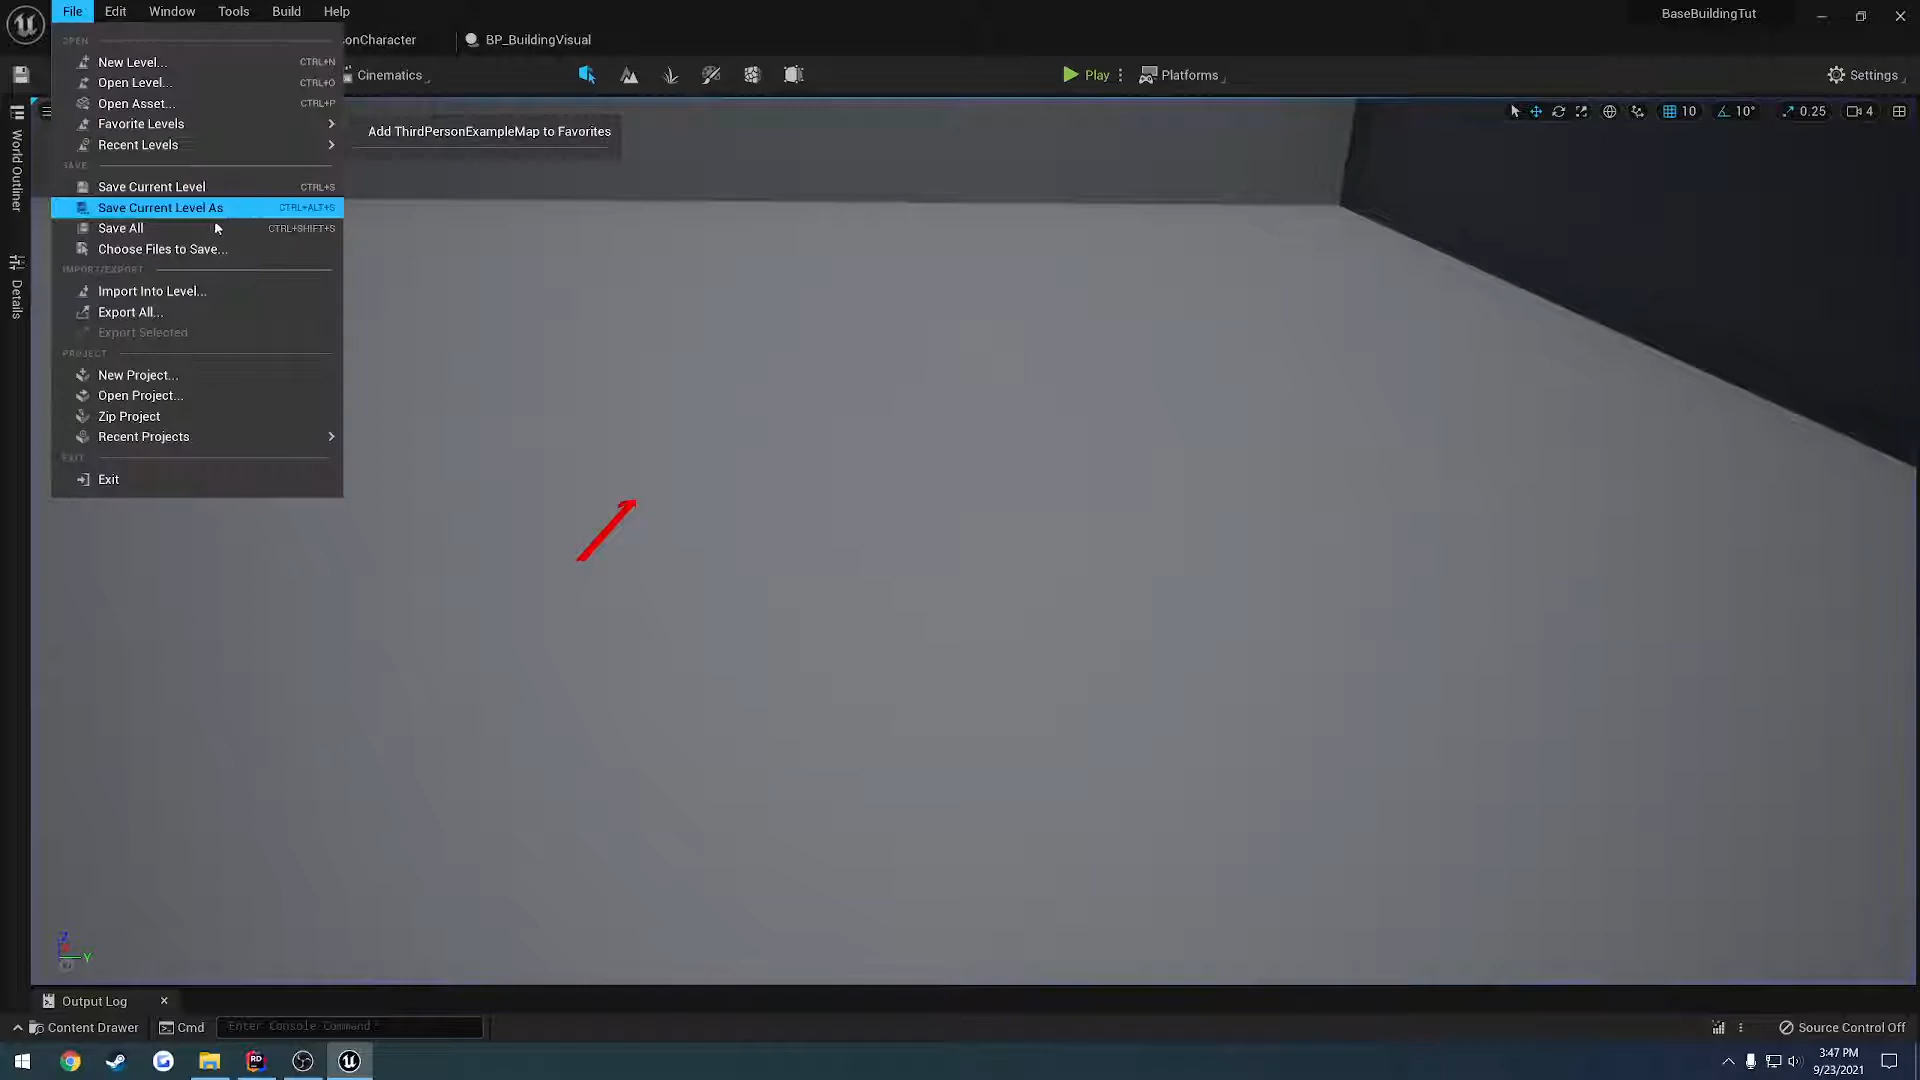 File Edit Window Tools Build Help
BaseBuildingTut
onCharacter
BP_BuildingVisual
OPEN
New Level... CTRL+N
Open Level... CTRL+O
Open Asset... CTRL+P
Favorite Levels
Recent Levels
SAVE
Save Current Level CTRL+S
Save Current Level As CTRL+ALT+S
Save All CTRL+SHIFT+S
Choose Files to Save...
IMPORT/EXPORT
Import Into Level...
Export All...
Export Selected
PROJECT
New Project...
Open Project...
Zip Project
Recent Projects
EXIT
Exit
Cinematics
Play
Platforms
Settings
Add ThirdPersonExampleMap to Favorites
10 10° 0.25 4
World Outliner
Details
Z
Y
Output Log
Content Drawer
Cmd
Enter Console Command
Source Control Off
RD
3:47 PM
9/23/2021